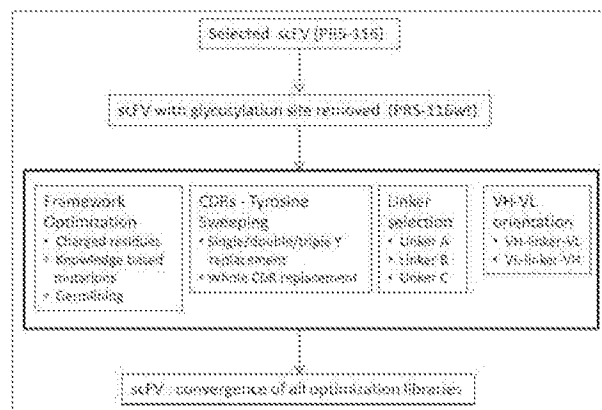 Selected scFV (PRS-116)
scFV with glycosylation site removed (PRS-116wt)
Framework
Optimization
• Charged residues
• Knowledge based
mutations
• Germlining
CDRs - Tyrosine
Sweeping
• Single/double/triple Y
replacement
• Whole CDR replacement
Linker
selection
• Linker A
• Linker B
• Linker C
VH-VL
orientation
• VH-linker-VL
• VL-linker-VH
scFV - convergence of all optimization libraries